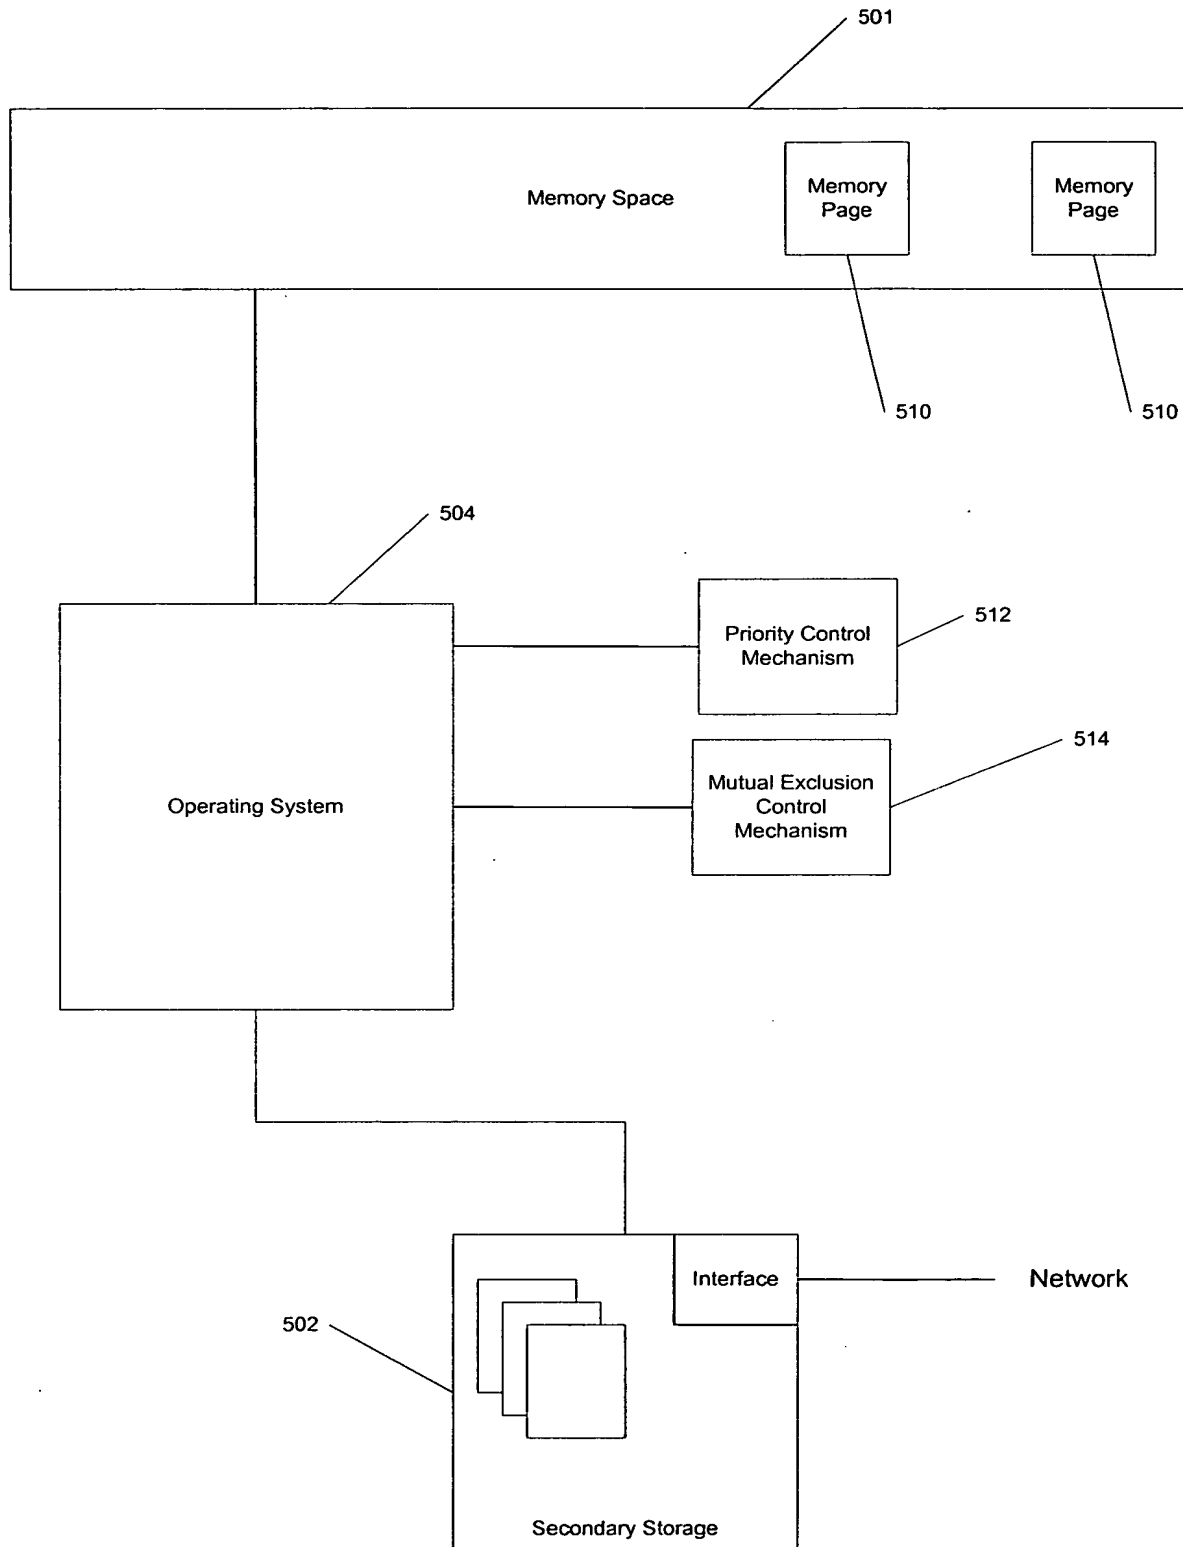 501
Memory Space
Memory
Page
Memory
Page
510
510
504
Priority Control
Mechanism
512
514
Operating System
Mutual Exclusion
Control
Mechanism
Interface
Network
502
Secondary Storage